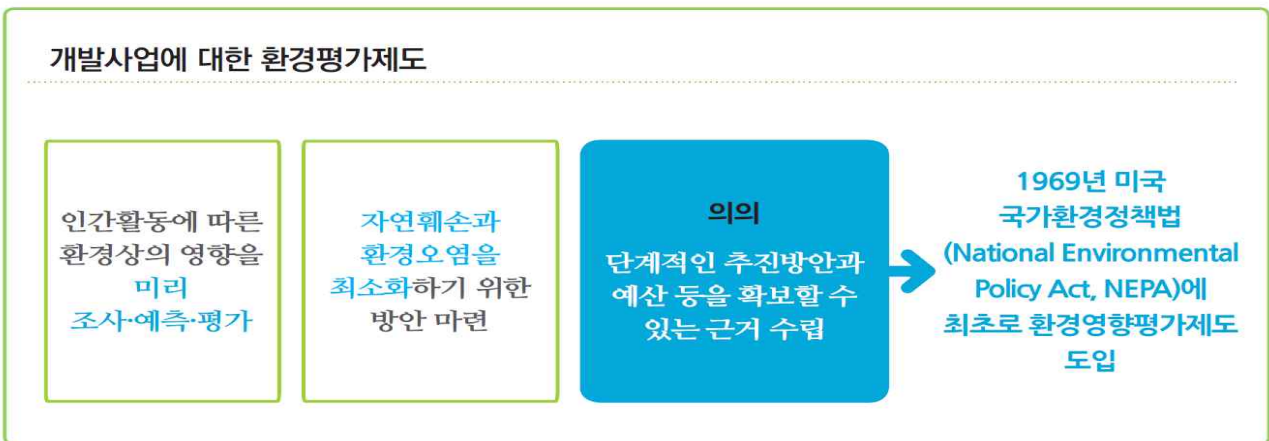 개발사업에 대한 환경평가제도
인간활동에 따른
환경상의 영향을
미리
조사·예측·평가
자연훼손과
환경오염을
최소화하기 위한
방안 마련
의의
단계적인 추진방안과
예산 등을 확보할 수
있는 근거 수립
1969년 미국
국가환경정책법
(National Environmental
Policy Act, NEPA)에
최초로 환경영향평가제도
도입